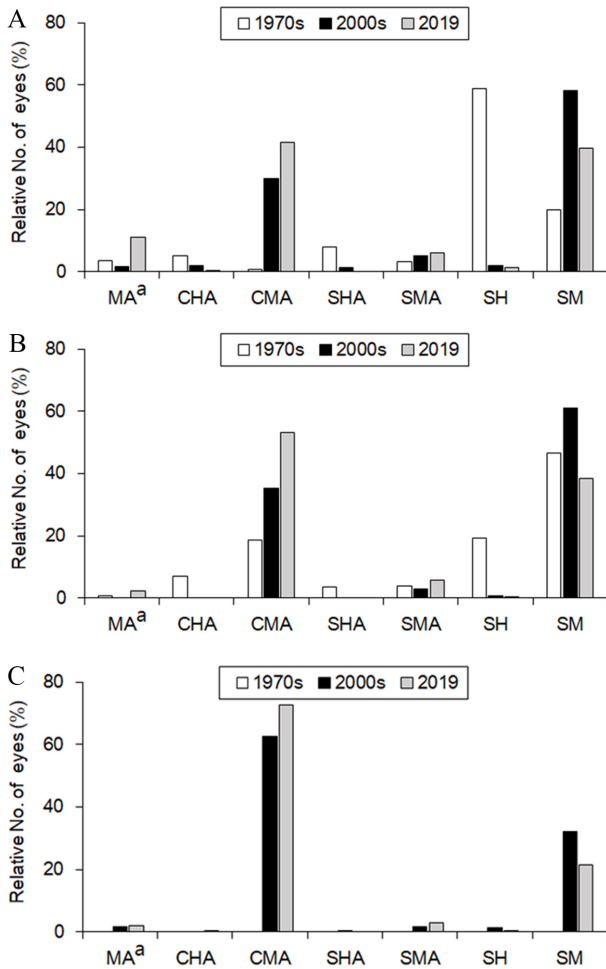 A
1970s 2000s 2019
Relative No. of eyes (%)
80
60
40
20
0
MAa CHA CMA SHA SMA SH SM
B
1970s 2000s 2019
Relative No. of eyes (%)
80
60
40
20
0
MAa CHA CMA SHA SMA SH SM
C
1970s 2000s 2019
Relative No. of eyes (%)
80
60
40
20
0
MAa CHA CMA SHA SMA SH SM